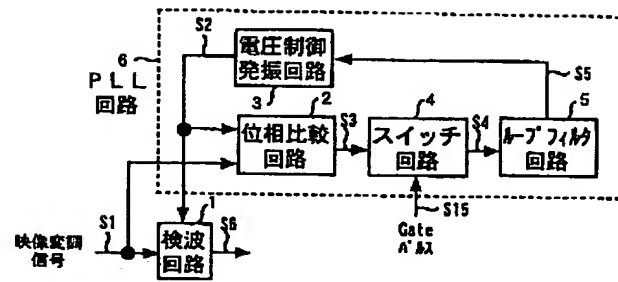 S2
6
PLL
回路
電圧制御
発振回路
3
S5
2
位相比較
回路
S3
4
スイッチ
回路
S4
5
ループフィルタ
回路
S15
Gate
パルス
S1
映像変調
信号
1
検波
回路
S6